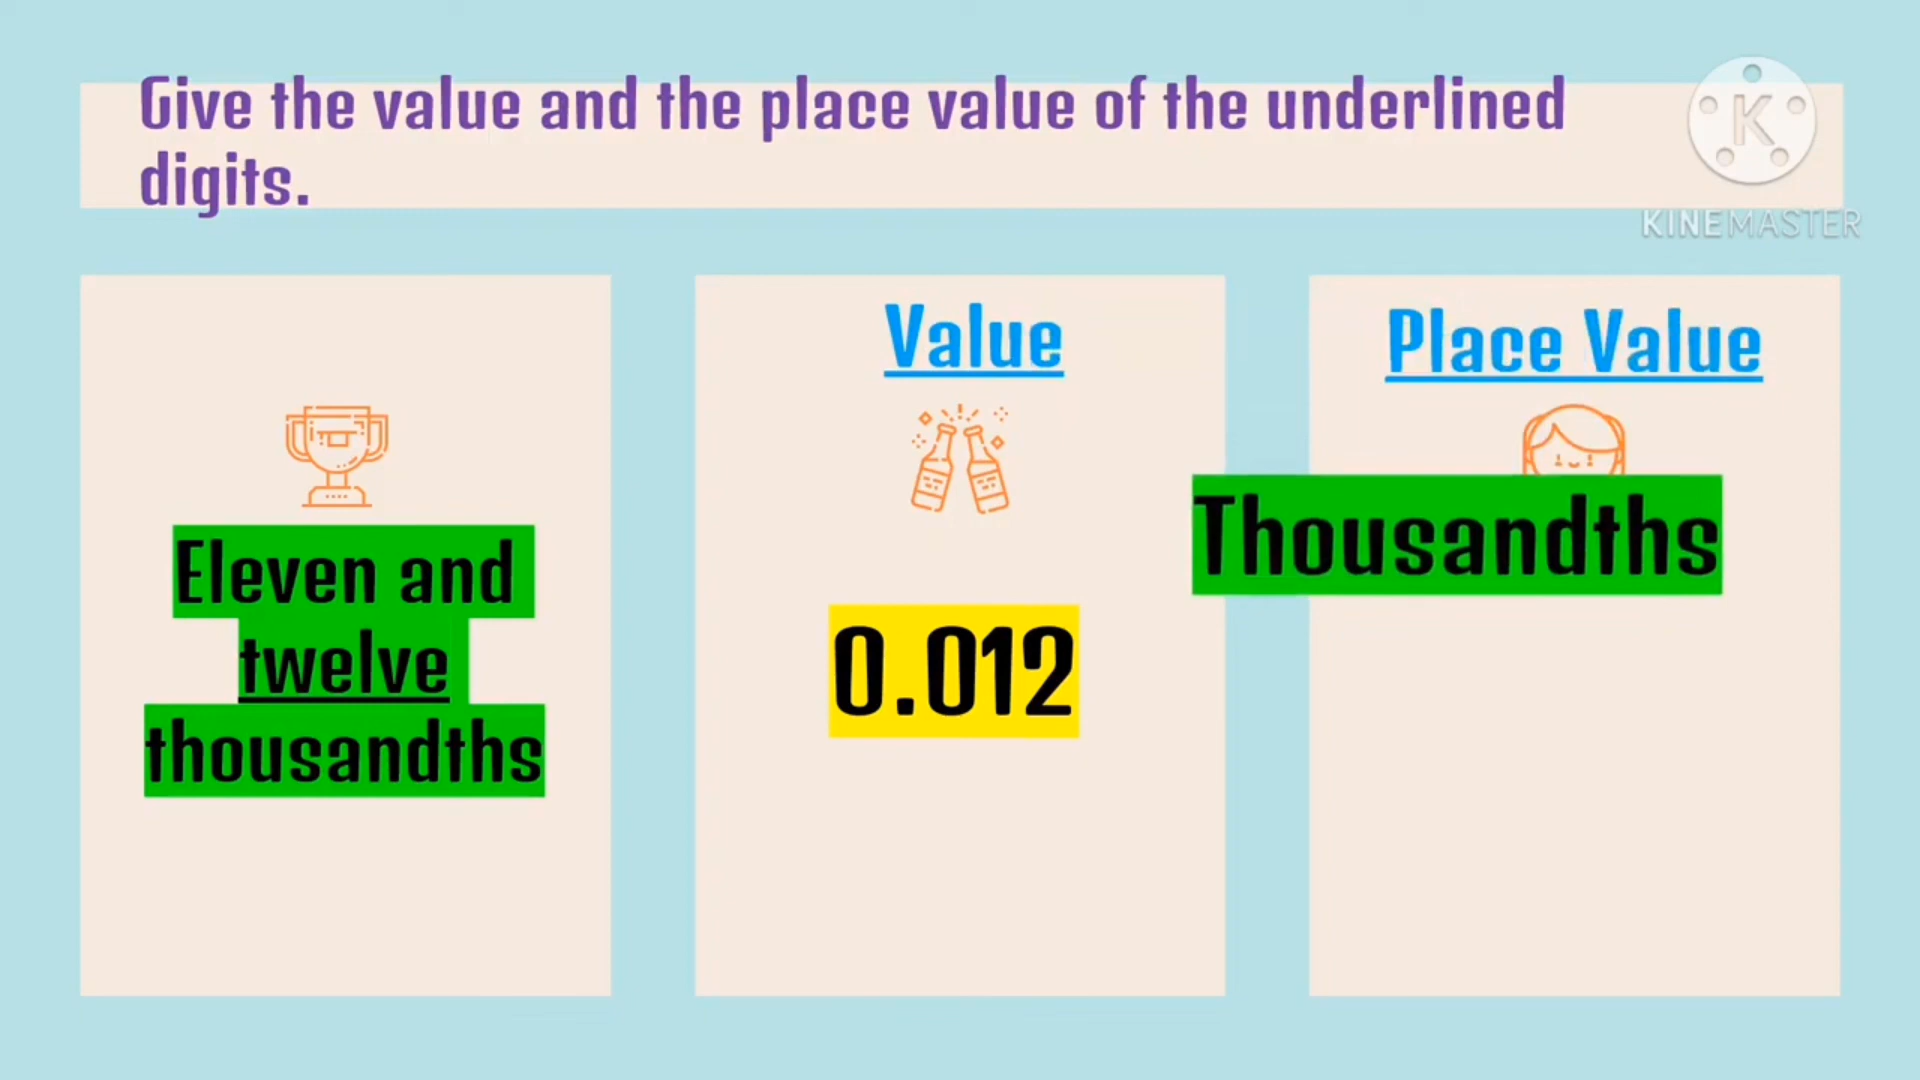 Give the value and the place value of the underlined
digits.
K
KINEMASTER
Eleven and
twelve
thousandths
Value
0.012
Place Value
Thousandths